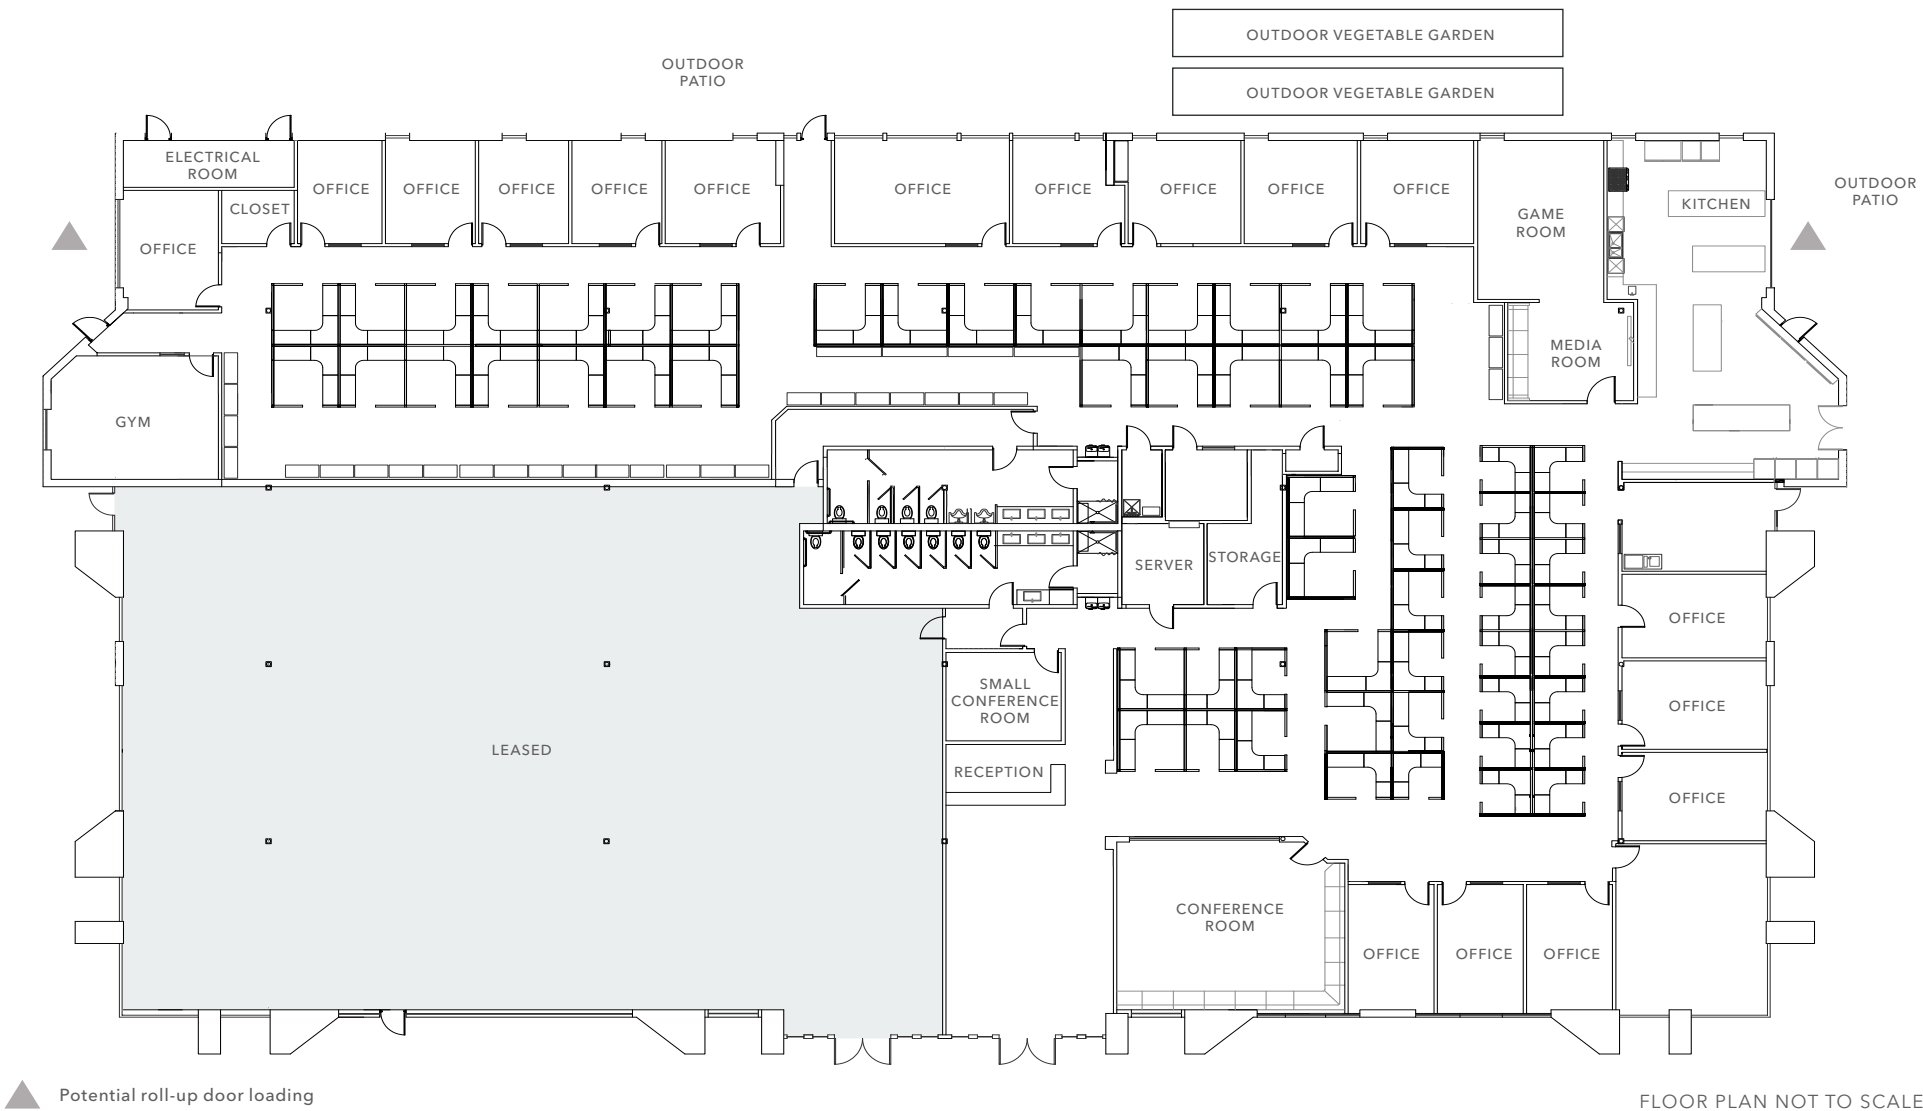 OUTDOOR VEGETABLE GARDEN
OUTDOOR
PATIO
OUTDOOR VEGETABLE GARDEN
ELECTRICAL
ROOM
OFFICE
OFFICE
OFFICE
OFFICE
OFFICE
OFFICE
OFFICE
OFFICE
OFFICE
OFFICE
OUTDOOR
PATIO
KITCHEN
CLOSET
GAME
ROOM
OFFICE
MEDIA
ROOM
GYM
SERVER
STORAGE
OFFICE
SMALL
CONFERENCE
ROOM
OFFICE
LEASED
RECEPTION
OFFICE
CONFERENCE
ROOM
OFFICE
OFFICE
OFFICE
Potential roll-up door loading
FLOOR PLAN NOT TO SCALE